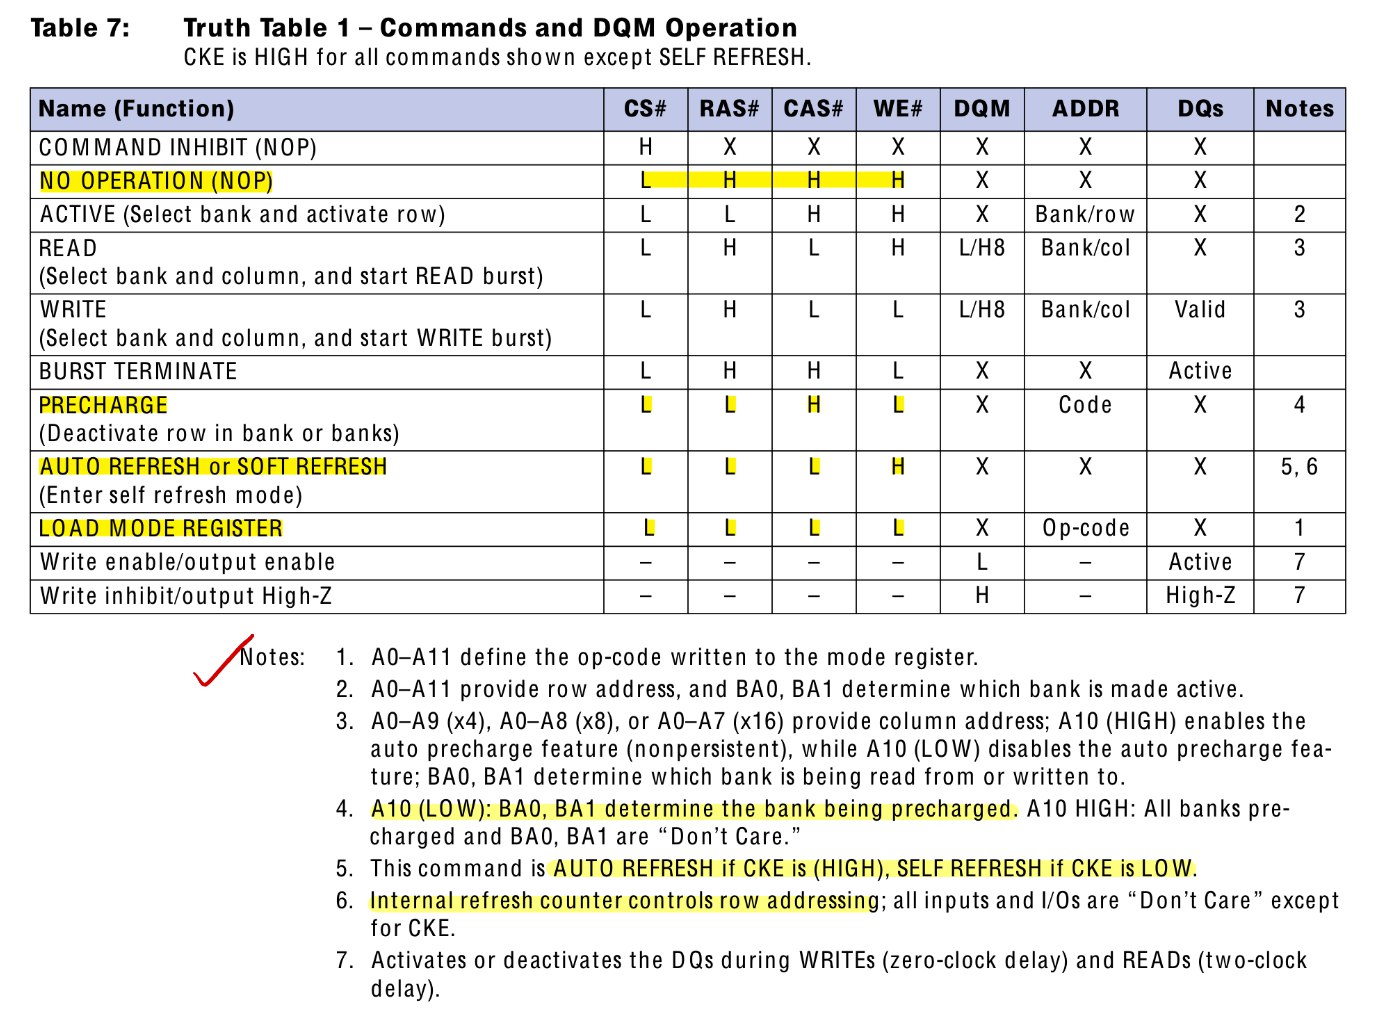 Table 7: Truth Table 1 – Commands and DQM Operation
CKE is HIGH for all commands shown except SELF REFRESH.
Name (Function) CS# RAS# CAS# WE# DQM ADDR DQs Notes
COMMAND INHIBIT (NOP) H X X X X X X
NO OPERATION (NOP) L H H H X X X
ACTIVE (Select bank and activate row) L L H H X Bank/row X 2
READ L H L H L/H8 Bank/col X 3
(Select bank and column, and start READ burst)
WRITE L H L L L/H8 Bank/col Valid 3
(Select bank and column, and start WRITE burst)
BURST TERMINATE L H H L X X Active
PRECHARGE L L H L X Code X 4
(Deactivate row in bank or banks)
AUTO REFRESH or SOFT REFRESH L L L H X X X 5, 6
(Enter self refresh mode)
LOAD MODE REGISTER L L L L X Op-code X 1
Write enable/output enable – – – – L – Active 7
Write inhibit/output High-Z – – – – H – High-Z 7
Notes: 1. A0–A11 define the op-code written to the mode register.
2. A0–A11 provide row address, and BA0, BA1 determine which bank is made active.
3. A0–A9 (x4), A0–A8 (x8), or A0–A7 (x16) provide column address; A10 (HIGH) enables the
auto precharge feature (nonpersistent), while A10 (LOW) disables the auto precharge fea-
ture; BA0, BA1 determine which bank is being read from or written to.
4. A10 (LOW): BA0, BA1 determine the bank being precharged. A10 HIGH: All banks pre-
charged and BA0, BA1 are “Don’t Care.”
5. This command is AUTO REFRESH if CKE is (HIGH), SELF REFRESH if CKE is LOW.
6. Internal refresh counter controls row addressing; all inputs and I/Os are “Don’t Care” except
for CKE.
7. Activates or deactivates the DQs during WRITEs (zero-clock delay) and READs (two-clock
delay).